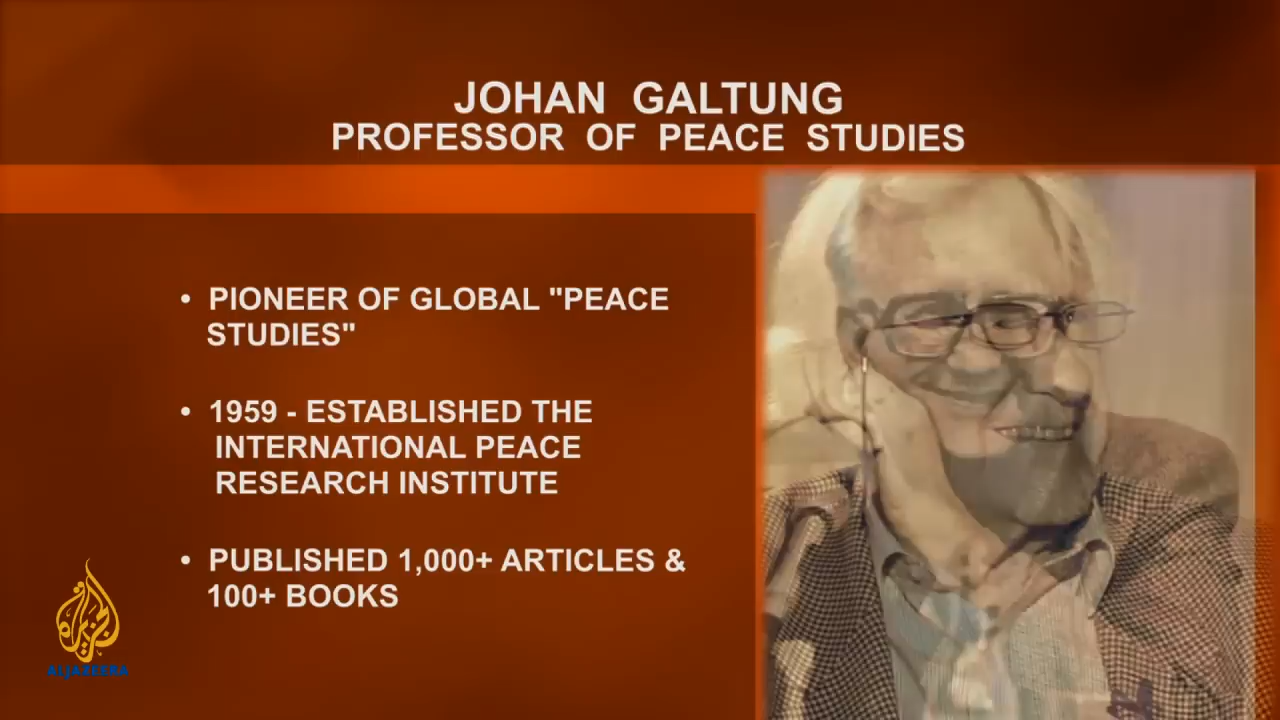 JOHAN GALTUNG
PROFESSOR OF PEACE STUDIES
• PIONEER OF GLOBAL "PEACE
STUDIES"
• 1959 - ESTABLISHED THE
INTERNATIONAL PEACE
RESEARCH INSTITUTE
• PUBLISHED 1,000+ ARTICLES &
100+ BOOKS
الجزيرة
ALJAZEERA